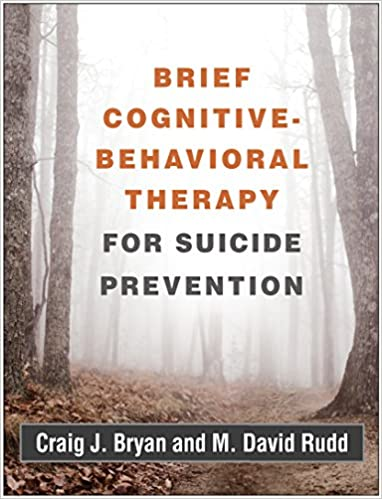 BRIEF
COGNITIVE-
BEHAVIORAL
THERAPY
FOR SUICIDE
PREVENTION
Craig J. Bryan and M. David Rudd